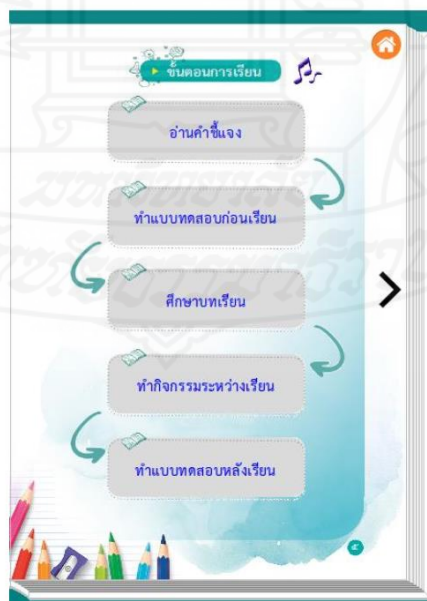 ขั้นตอนการเรียน
อ่านคำชี้แจง
ทำแบบทดสอบก่อนเรียน
ศึกษาบทเรียน
ทำกิจกรรมระหว่างเรียน
ทำแบบทดสอบหลังเรียน
๕